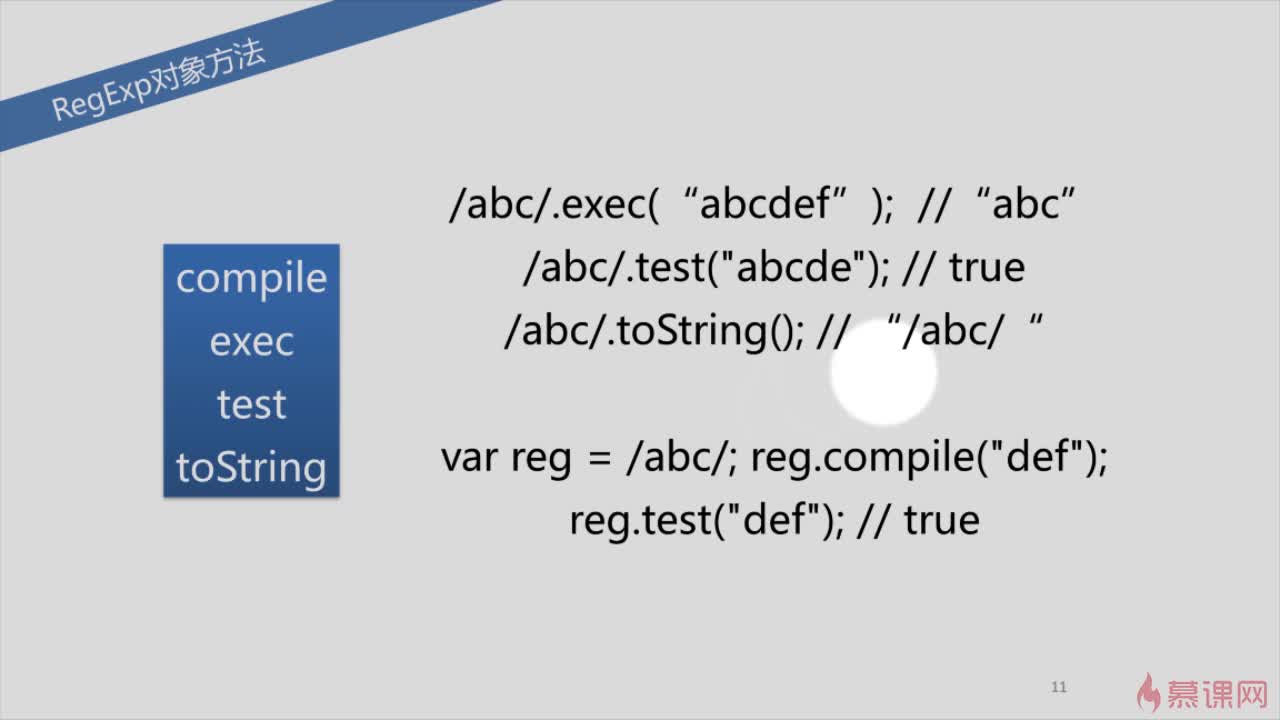 RegExp对象方法
compile
exec
test
toString
/abc/.exec(“abcdef”); //“abc”
/abc/.test("abcde"); // true
/abc/.toString(); // “/abc/“
var reg = /abc/; reg.compile("def");
reg.test("def"); // true
11
慕课网